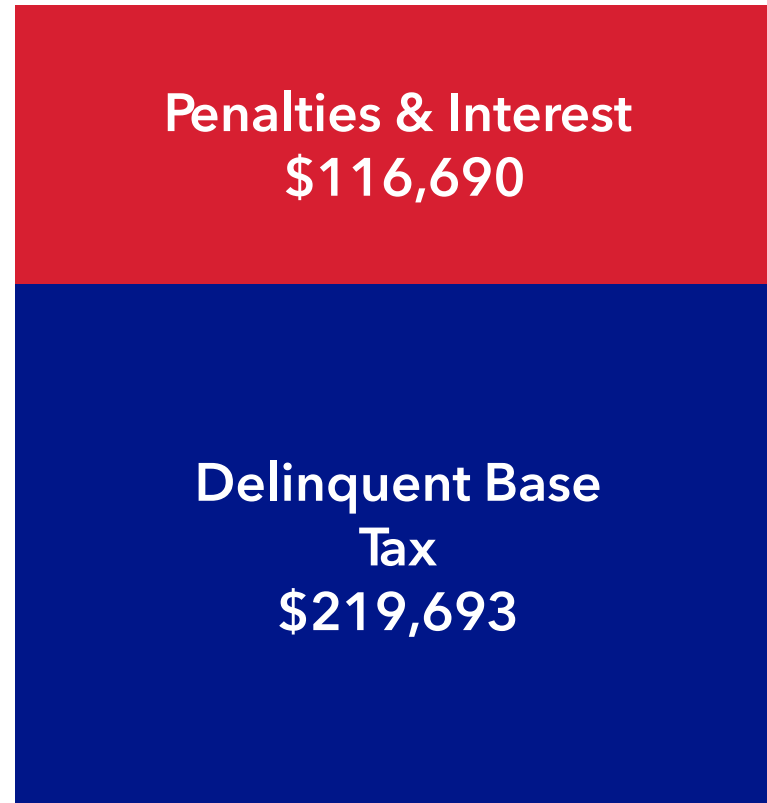 Penalties & Interest
$116,690
Delinquent Base
Tax
$219,693